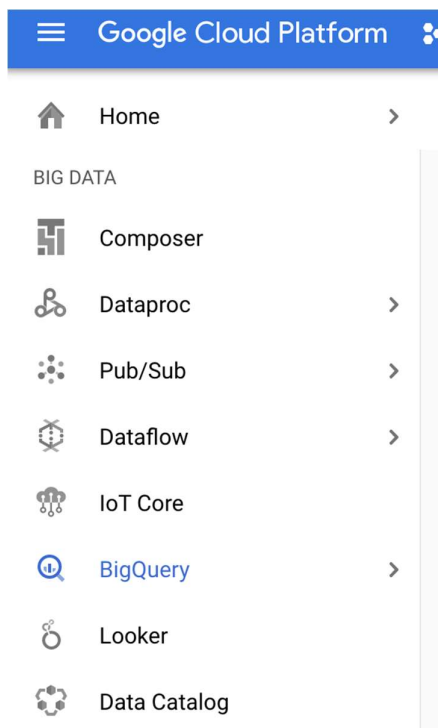 Google Cloud Platform
Home
BIG DATA
Composer
Dataproc
Pub/Sub
Dataflow
IoT Core
BigQuery
Looker
Data Catalog